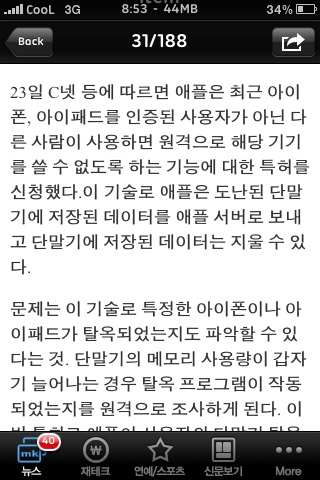 CooL 3G 8:53 - 44MB 34%
Back 31/188
23일 C넷 등에 따르면 애플은 최근 아이
폰, 아이패드를 인증된 사용자가 아닌 다
른 사람이 사용하면 원격으로 해당 기기
를 쓸 수 없도록 하는 기능에 대한 특허를
신청했다.이 기술로 애플은 도난된 단말
기에 저장된 데이터를 애플 서버로 보내
고 단말기에 저장된 데이터는 지울 수 있
다.
문제는 이 기술로 특정한 아이폰이나 아
이패드가 탈옥되었는지도 파악할 수 있
다는 것. 단말기의 메모리 사용량이 갑자
기 늘어나는 경우 탈옥 프로그램이 작동
되었는지를 원격으로 조사하게 된다. 이
mk 40
뉴스 재테크 연예/스포츠 신문보기 More